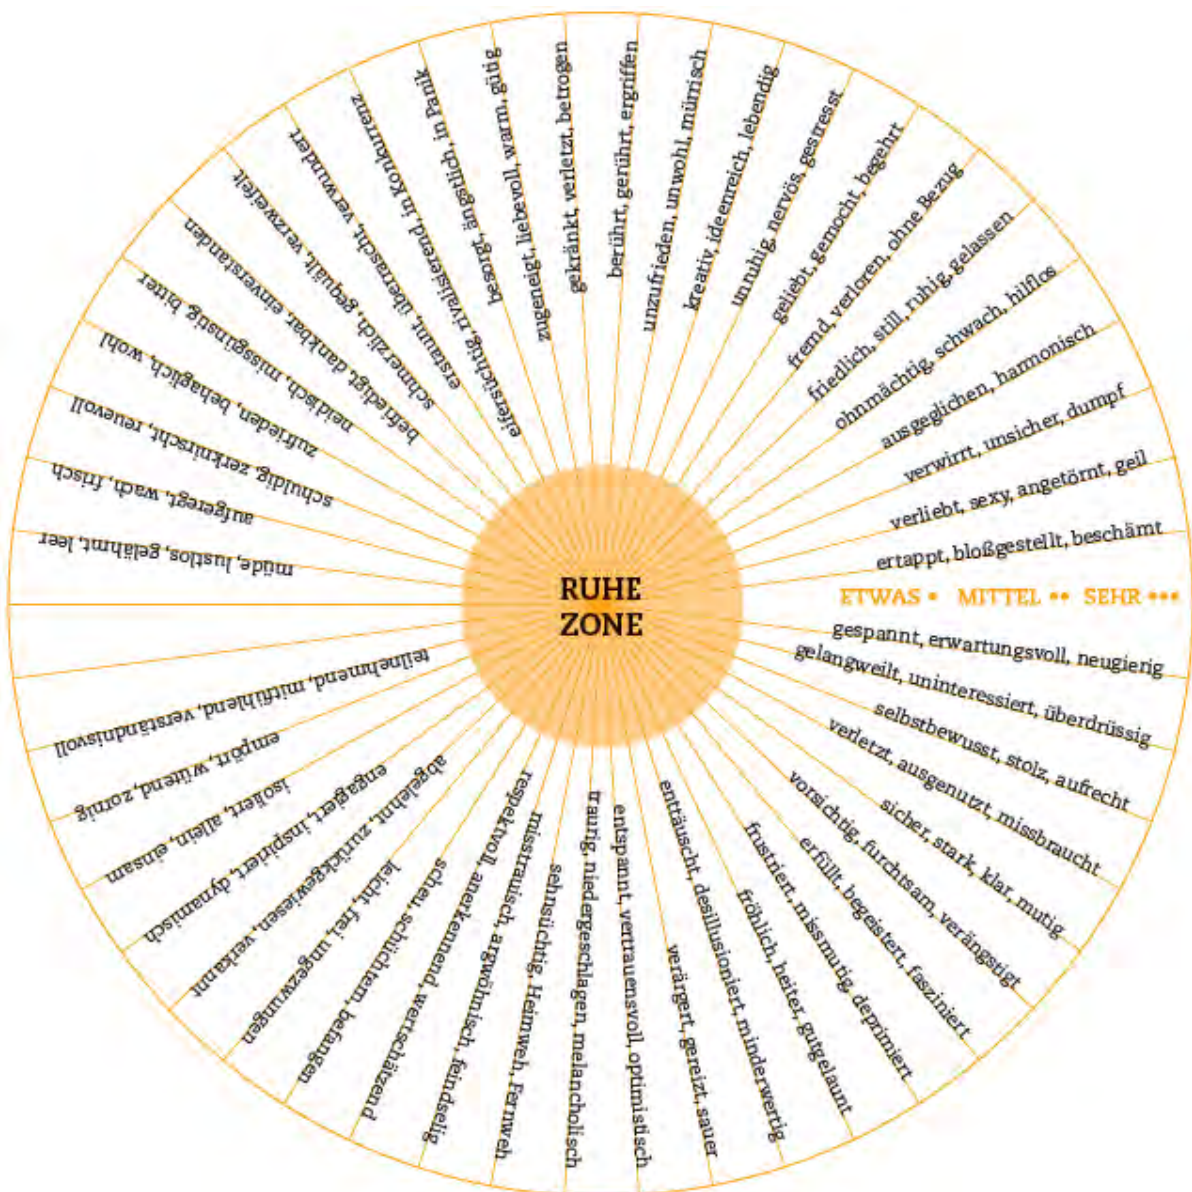 RUHE
ZONE
ETWAS • MITTEL •• SEHR •••
gekränkt, verletzt, betrogen
berührt, gerührt, ergriffen
unzufrieden, unwohl, mürrisch
kreativ, ideenreich, lebendig
unruhig, nervös, gestresst
geliebt, gemocht, begehrt
fremd, verloren, ohne Bezug
friedlich, still, ruhig, gelassen
ohnmächtig, schwach, hilflos
ausgeglichen, harmonisch
verwirrt, unsicher, dumpf
verliebt, sexy, angetörnt, geil
ertappt, bloßgestellt, beschämt
gespannt, erwartungsvoll, neugierig
gelangweilt, uninteressiert, überdrüssig
selbstbewusst, stolz, aufrecht
verletzt, ausgenutzt, missbraucht
sicher, stark, klar, mutig
vorsichtig, furchtsam, verängstigt
erfüllt, begeistert, fasziniert
frustriert, missmutig, deprimiert
fröhlich, heiter, gutgelaunt
enttäuscht, desillusioniert, minderwertig
verärgert, gereizt, sauer
entspannt, vertrauensvoll, optimistisch
traurig, niedergeschlagen, melancholisch
sehnsüchtig, Heimweh, Fernweh
misstrauisch, argwöhnisch, feindselig
respektvoll, anerkennend, wertschätzend
scheu, schüchtern, befangen
leicht, frei, ungezwungen
abgelehnt, zurückgewiesen, verkannt
engagiert, inspiriert, dynamisch
isoliert, allein, einsam
empört, wütend, zornig
teilnehmend, mitfühlend, verständnisvoll
müde, lustlos, gelähmt, leer
aufgeregt, wach, frisch
schuldig, zerknirscht, reuevoll
zufrieden, behaglich, wohl
neidisch, missgünstig, bitter
befriedigt, dankbar, einverstanden
schmerzlich, gequält, verzweifelt
erstaunt, überrascht, verwundert
eifersüchtig, rivalisierend, in Konkurrenz
besorgt, ängstlich, in Panik
zugeneigt, liebevoll, warm, gütig